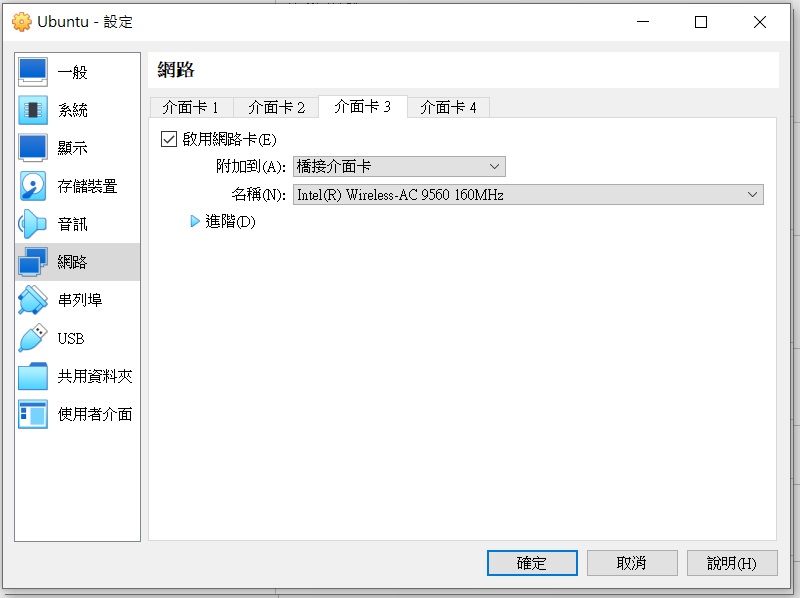 Ubuntu - 設定
一般
系統
顯示
存儲裝置
音訊
網路
串列埠
USB
共用資料夾
使用者介面
網路
介面卡 1 介面卡 2 介面卡 3 介面卡 4
啟用網路卡(E)
附加到(A): 橋接介面卡
名稱(N): Intel(R) Wireless-AC 9560 160MHz
進階(D)
確定 取消 說明(H)